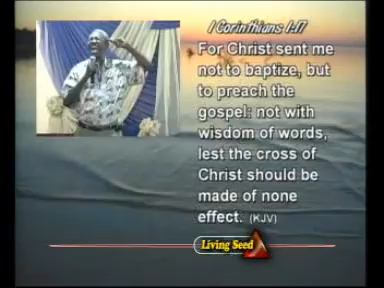 1 Corinthians 1:17
For Christ sent me
not to baptize, but
to preach the
gospel: not with
wisdom of words,
lest the cross of
Christ should be
made of none
effect. (KJV)
Living Seed